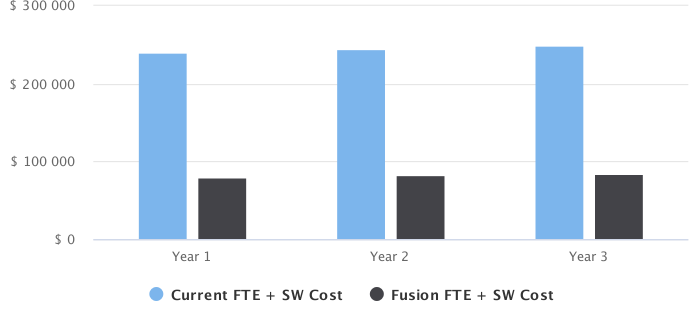 $ 300 000
$ 200 000
$ 100 000
$ 0
Year 1 Year 2 Year 3
Current FTE + SW Cost Fusion FTE + SW Cost